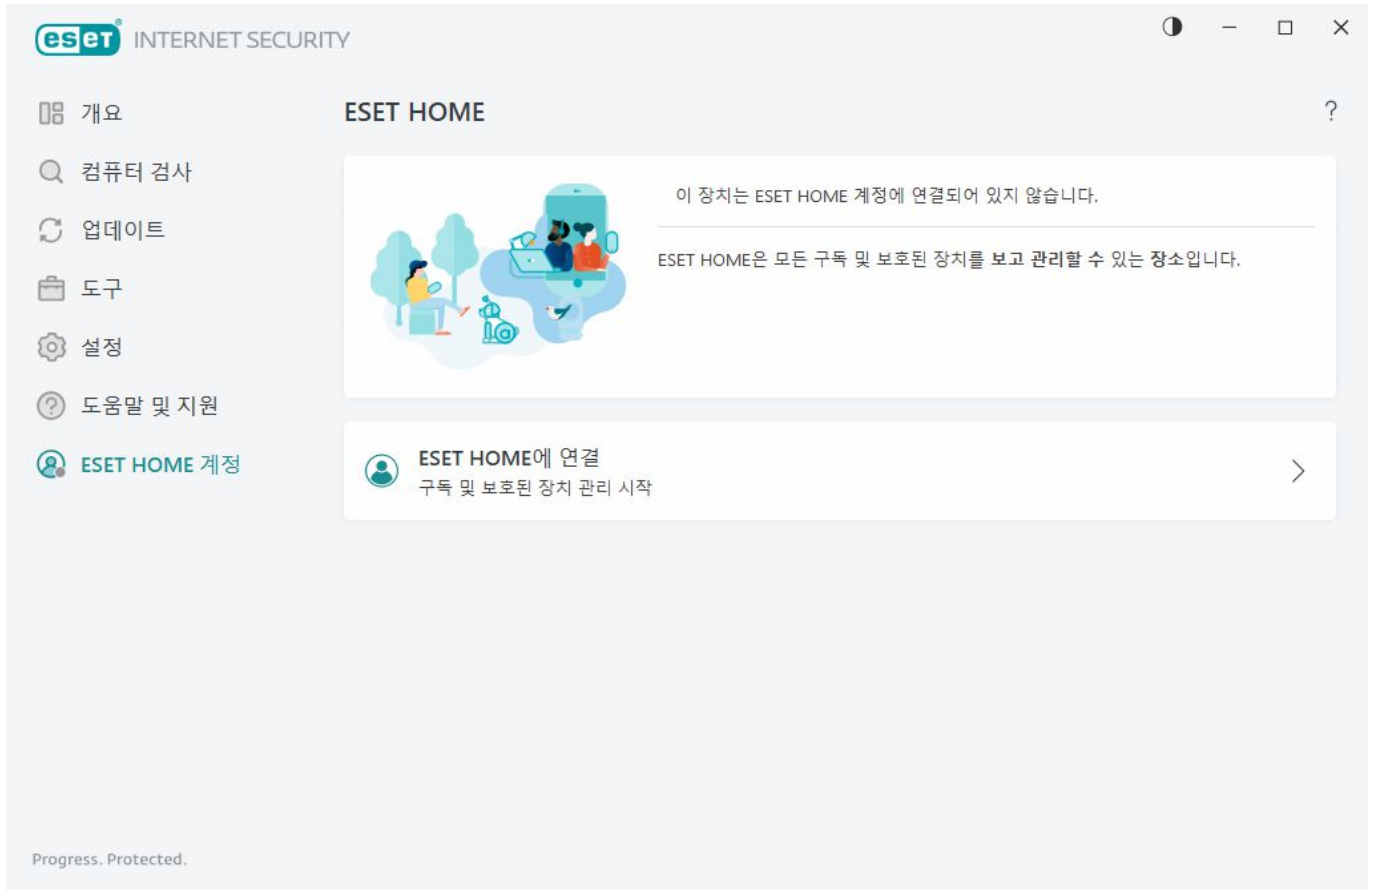 eset® INTERNET SECURITY
개요
컴퓨터 검사
업데이트
도구
설정
도움말 및 지원
ESET HOME 계정
ESET HOME
?
이 장치는 ESET HOME 계정에 연결되어 있지 않습니다.
ESET HOME은 모든 구독 및 보호된 장치를 보고 관리할 수 있는 장소입니다.
ESET HOME에 연결
구독 및 보호된 장치 관리 시작
Progress. Protected.